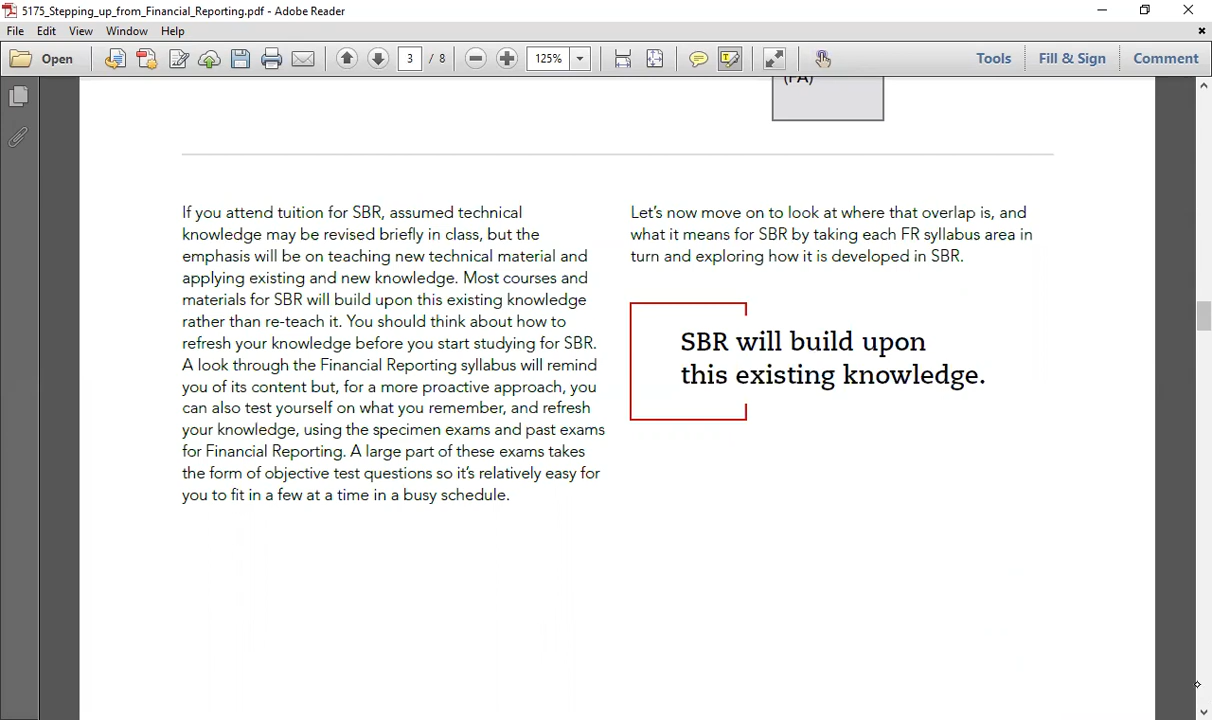 5175_Stepping_up_from_Financial_Reporting.pdf - Adobe Reader
File Edit View Window Help
Open 3 / 8 125% Tools Fill & Sign Comment
(FA)
If you attend tuition for SBR, assumed technical
knowledge may be revised briefly in class, but the
emphasis will be on teaching new technical material and
applying existing and new knowledge. Most courses and
materials for SBR will build upon this existing knowledge
rather than re-teach it. You should think about how to
refresh your knowledge before you start studying for SBR.
A look through the Financial Reporting syllabus will remind
you of its content but, for a more proactive approach, you
can also test yourself on what you remember, and refresh
your knowledge, using the specimen exams and past exams
for Financial Reporting. A large part of these exams takes
the form of objective test questions so it's relatively easy for
you to fit in a few at a time in a busy schedule.
Let's now move on to look at where that overlap is, and
what it means for SBR by taking each FR syllabus area in
turn and exploring how it is developed in SBR.
SBR will build upon
this existing knowledge.